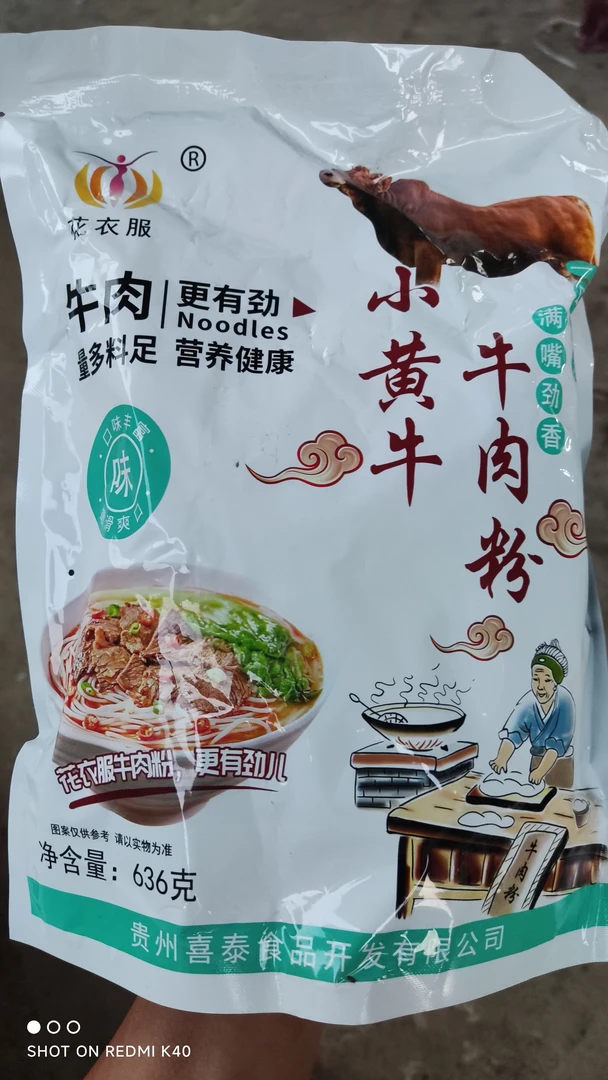 ®
花衣服
牛肉 更有劲
Noodles
量多料足 营养健康
小黄牛
牛肉粉
满嘴劲香
口味丰富
味
滑爽口
花衣服牛肉粉，更有劲儿
牛肉粉
图案仅供参考 请以实物为准
净含量：636克
贵州喜泰食品开发有限公司
SHOT ON REDMI K40